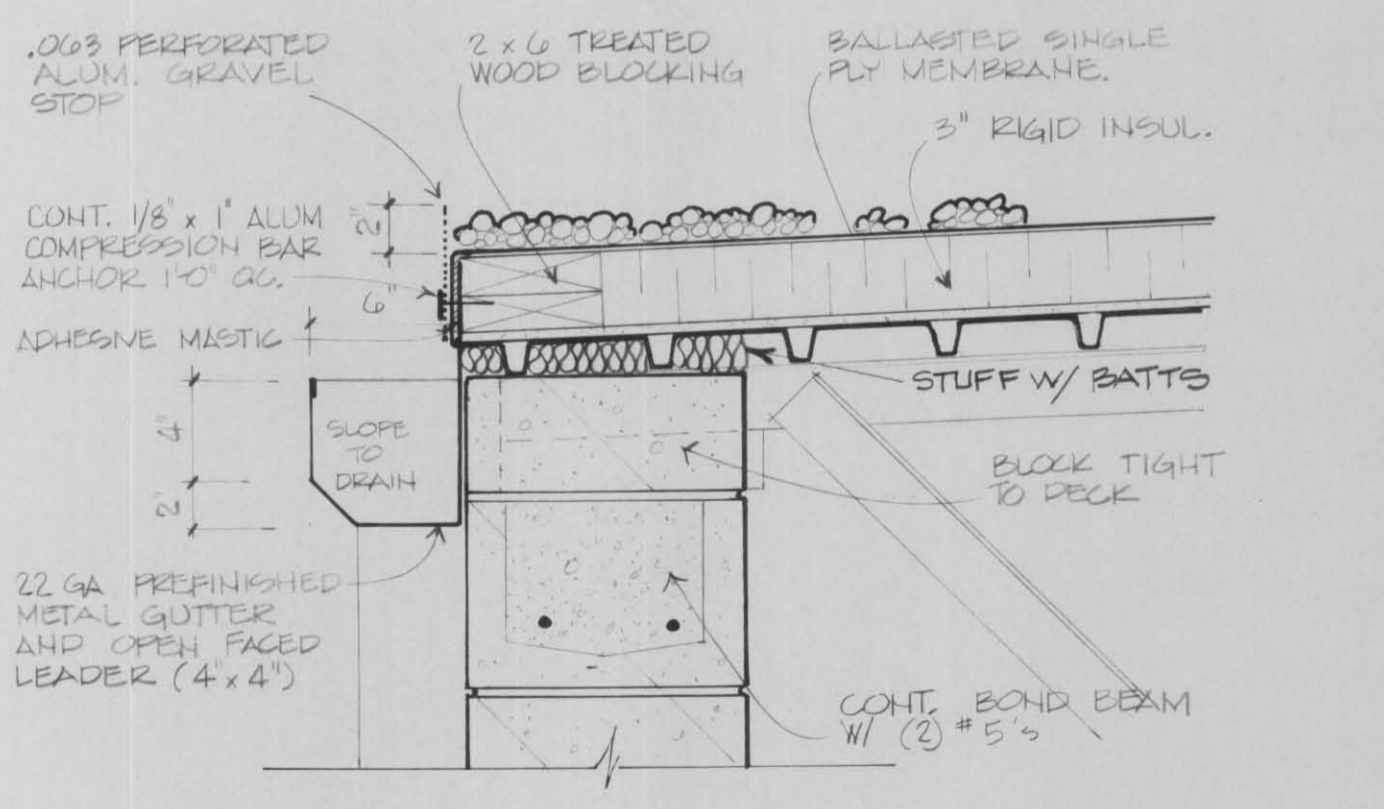 .063 PERFORATED
ALUM. GRAVEL
STOP
2 x 6 TREATED
WOOD BLOCKING
BALLASTED SINGLE
PLY MEMBRANE.
3" RIGID INSUL.
CONT. 1/8" x 1" ALUM
COMPRESSION BAR
ANCHOR 1'0" O.C.
2"
6"
ADHESIVE MASTIC
STUFF W/ BATTS
4"
SLOPE
TO
DRAIN
2"
BLOCK TIGHT
TO DECK
22 GA PREFINISHED
METAL GUTTER
AND OPEN FACED
LEADER (4"x 4")
CONT. BOND BEAM
W/ (2) #5's